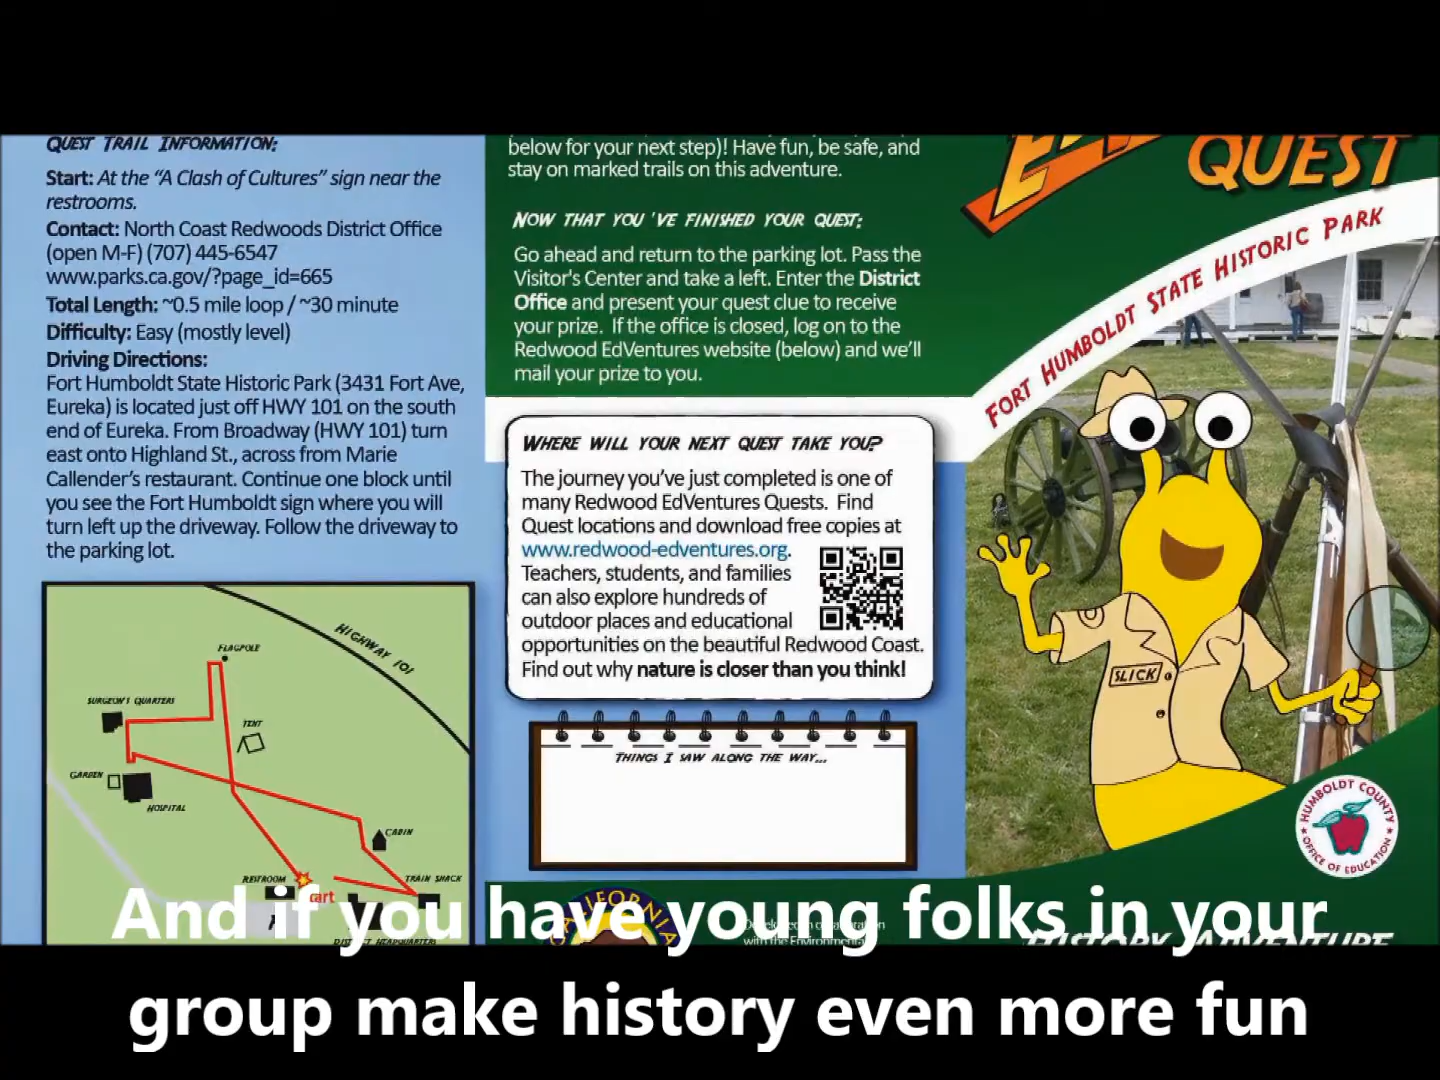 QUEST TRAIL INFORMATION:
Start: At the “A Clash of Cultures” sign near the
restrooms.
Contact: North Coast Redwoods District Office
(open M-F) (707) 445-6547
www.parks.ca.gov/?page_id=665
Total Length: ~0.5 mile loop / ~30 minute
Difficulty: Easy (mostly level)
Driving Directions:
Fort Humboldt State Historic Park (3431 Fort Ave,
Eureka) is located just off HWY 101 on the south
end of Eureka. From Broadway (HWY 101) turn
east onto Highland St., across from Marie
Callender’s restaurant. Continue one block until
you see the Fort Humboldt sign where you will
turn left up the driveway. Follow the driveway to
the parking lot.
HIGHWAY 101
FLAGPOLE
SURGEON'S QUARTERS
TENT
GARDEN
HOSPITAL
CABIN
RESTROOM
TRAIN SHACK
DISTRICT HEADQUARTERS
below for your next step)! Have fun, be safe, and
stay on marked trails on this adventure.
NOW THAT YOU'VE FINISHED YOUR QUEST:
Go ahead and return to the parking lot. Pass the
Visitor's Center and take a left. Enter the District
Office and present your quest clue to receive
your prize. If the office is closed, log on to the
Redwood EdVentures website (below) and we’ll
mail your prize to you.
WHERE WILL YOUR NEXT QUEST TAKE YOU?
The journey you’ve just completed is one of
many Redwood EdVentures Quests. Find
Quest locations and download free copies at
www.redwood-edventures.org.
Teachers, students, and families
can also explore hundreds of
outdoor places and educational
opportunities on the beautiful Redwood Coast.
Find out why nature is closer than you think!
THINGS I SAW ALONG THE WAY...
CALIFORNIA
with the Environmental
QUEST
FORT HUMBOLDT STATE HISTORIC PARK
SLICK
HUMBOLDT COUNTY
OFFICE OF EDUCATION
HISTORY ADVENTURE
And if you have young folks in your
group make history even more fun